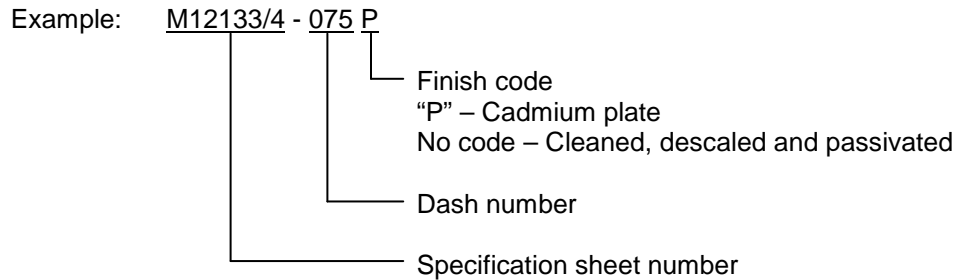 Example: M12133/4 - 075 P
Finish code
“P” – Cadmium plate
No code – Cleaned, descaled and passivated
Dash number
Specification sheet number